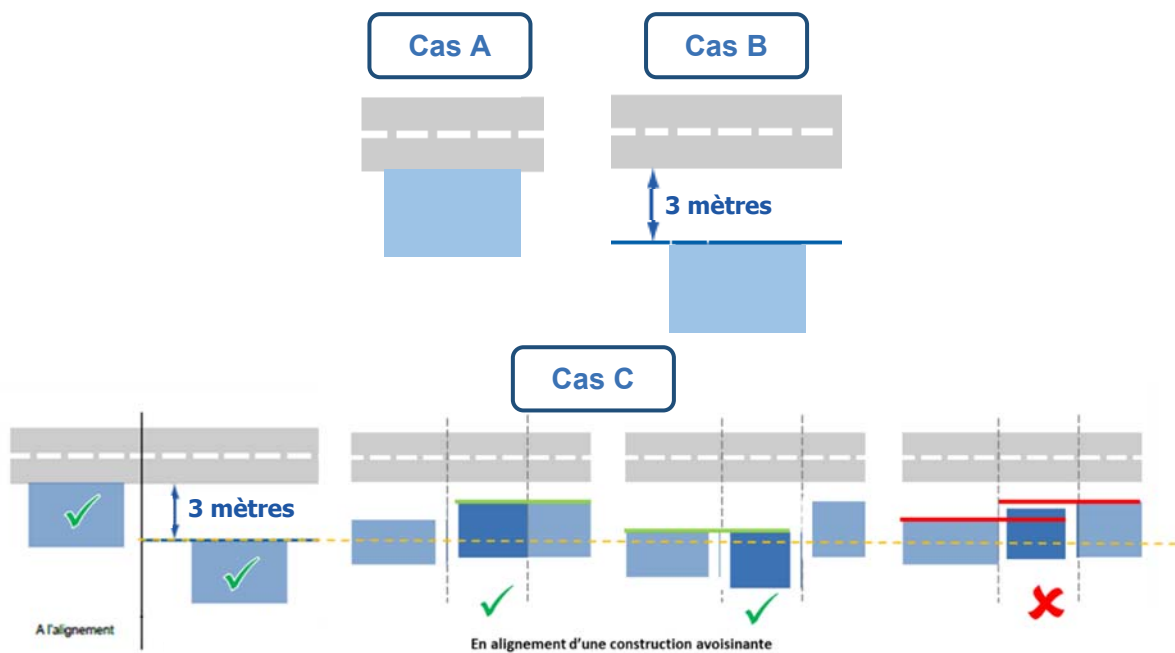 Cas A
Cas B
3 mètres
Cas C
3 mètres
A l'alignement
En alignement d'une construction avoisinante